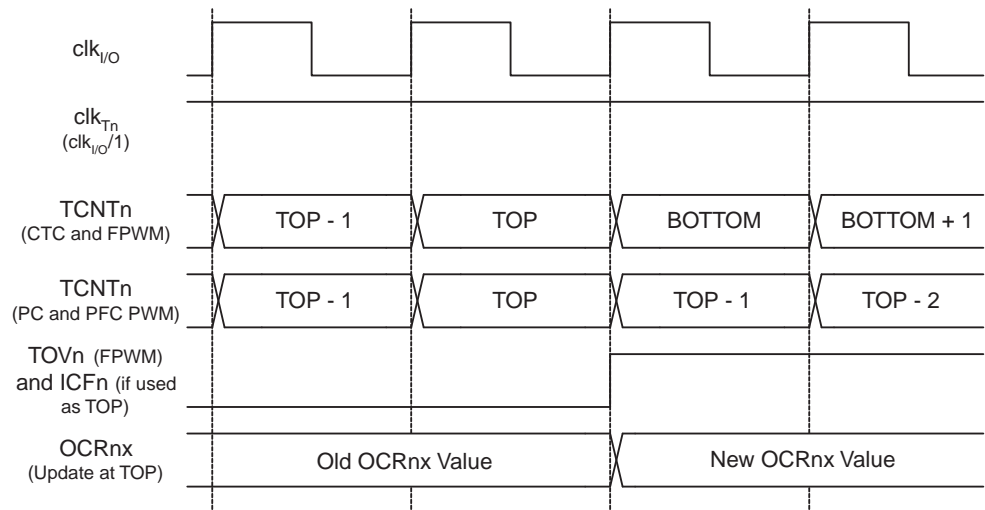 clkI/O
clkTn
(clkI/O/1)
TCNTn
(CTC and FPWM)
TOP - 1
TOP
BOTTOM
BOTTOM + 1
TCNTn
(PC and PFC PWM)
TOP - 1
TOP
TOP - 1
TOP - 2
TOVn (FPWM)
and ICFn (if used
as TOP)
OCRnx
(Update at TOP)
Old OCRnx Value
New OCRnx Value